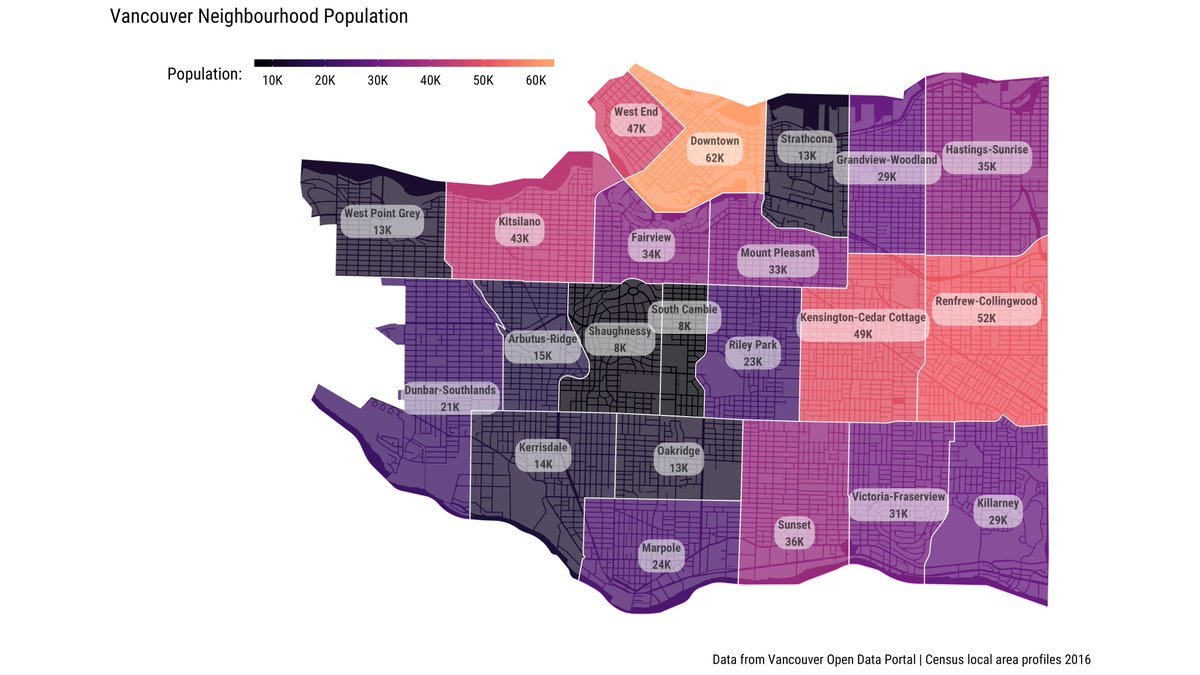 Vancouver Neighbourhood Population
Population:
10K 20K 30K 40K 50K 60K
West End
47K
Downtown
62K
Strathcona
13K
Grandview-Woodland
29K
Hastings-Sunrise
35K
West Point Grey
13K
Kitsilano
43K
Fairview
34K
Mount Pleasant
33K
Arbutus-Ridge
15K
Shaughnessy
8K
South Cambie
8K
Riley Park
23K
Kensington-Cedar Cottage
49K
Renfrew-Collingwood
52K
Dunbar-Southlands
21K
Kerrisdale
14K
Oakridge
13K
Marpole
24K
Sunset
36K
Victoria-Fraserview
31K
Killarney
29K
Data from Vancouver Open Data Portal | Census local area profiles 2016